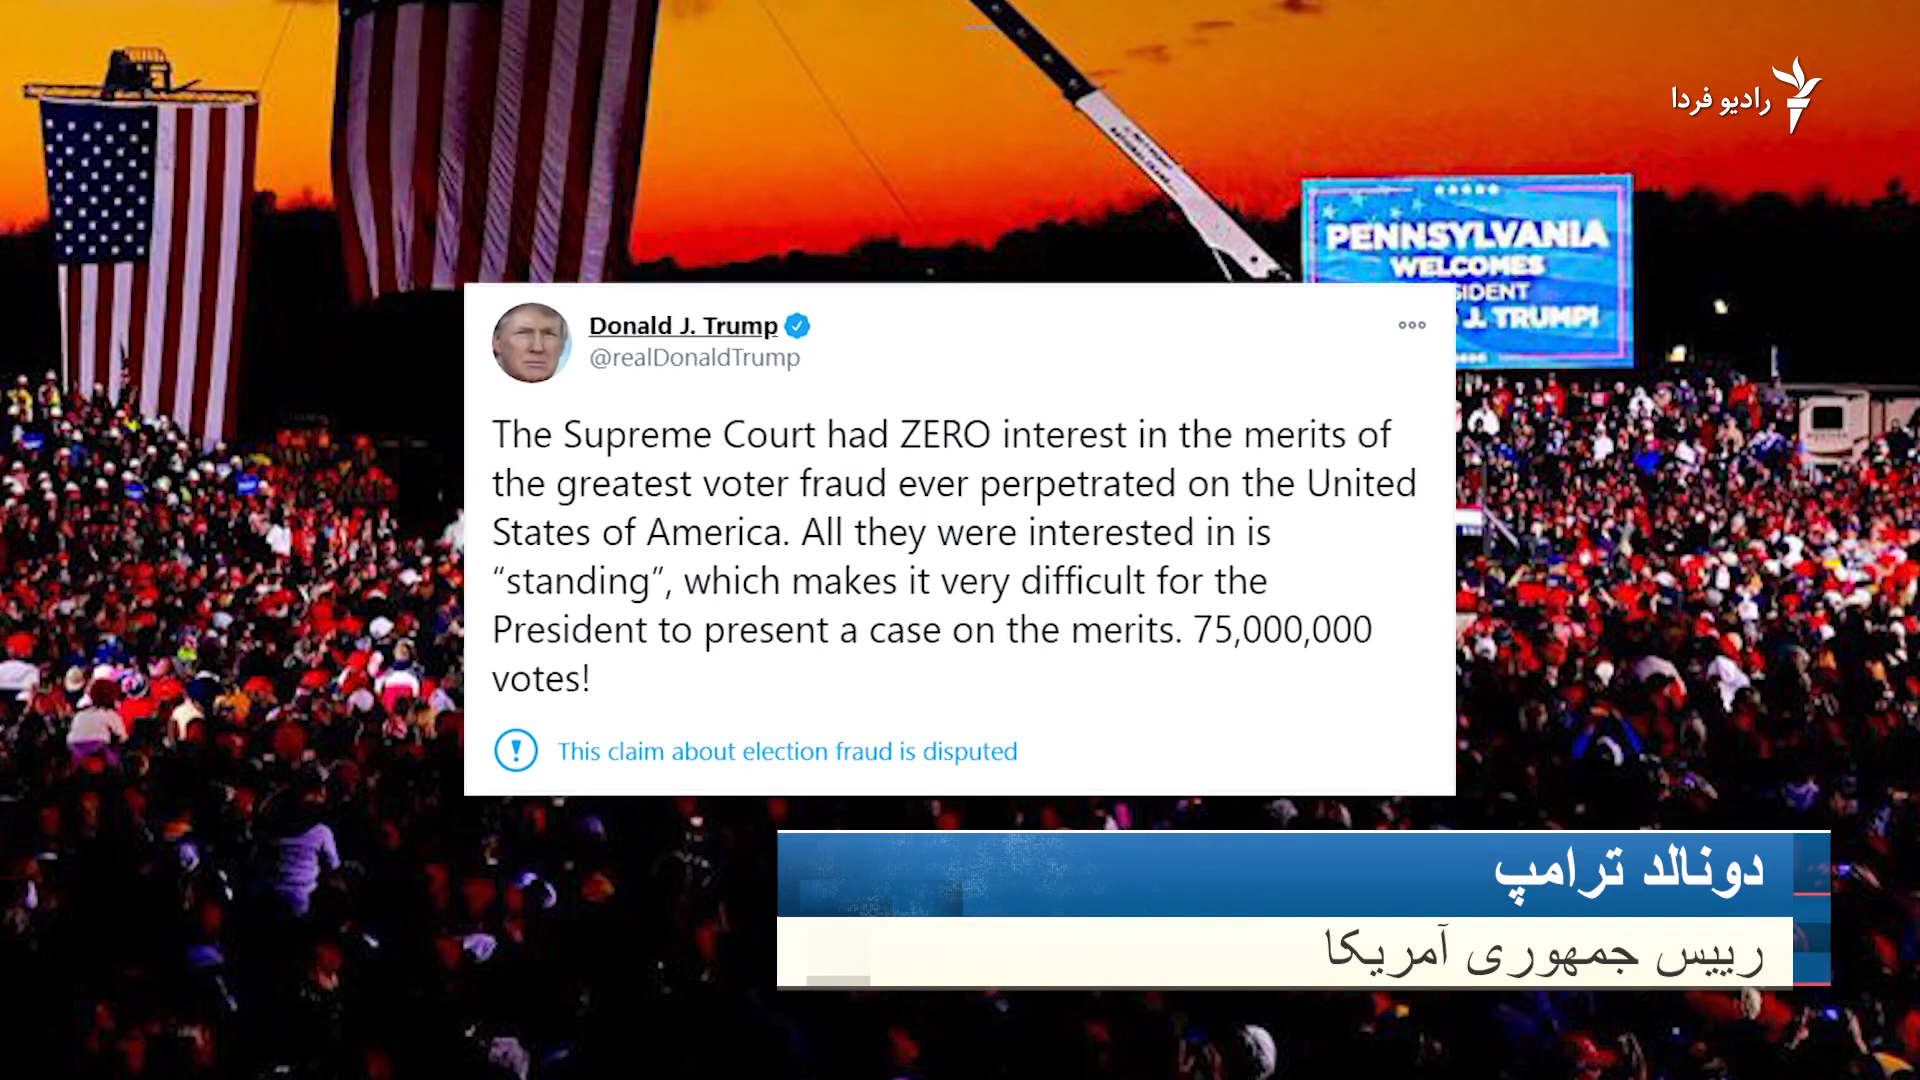 رادیو فردا
PENNSYLVANIA
WELCOMES
SIDENT
J. TRUMP!
Donald J. Trump
@realDonaldTrump
The Supreme Court had ZERO interest in the merits of
the greatest voter fraud ever perpetrated on the United
States of America. All they were interested in is
“standing”, which makes it very difficult for the
President to present a case on the merits. 75,000,000
votes!
This claim about election fraud is disputed
دونالد ترامپ
رییس جمهوری آمریکا